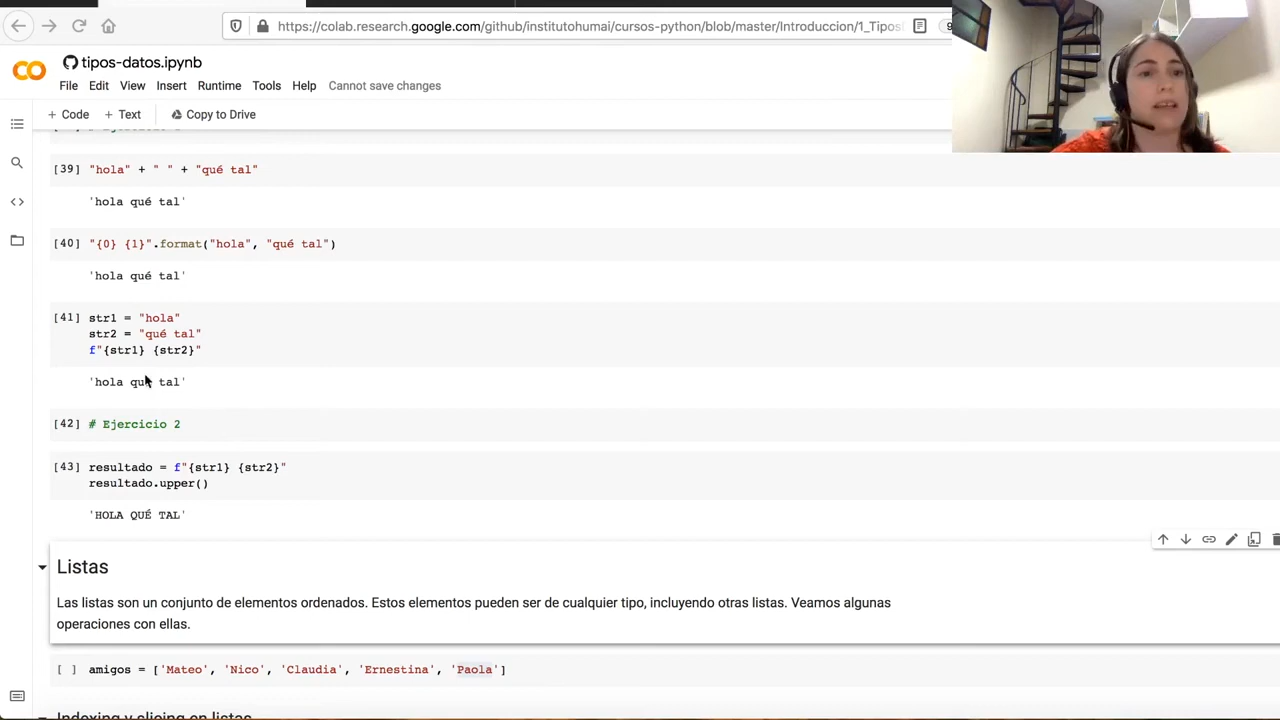 https://colab.research.google.com/github/institutohumai/cursos-python/blob/master/Introduccion/1_Tipos
tipos-datos.ipynb
File Edit View Insert Runtime Tools Help Cannot save changes
+ Code + Text Copy to Drive
[39] "hola" + " " + "qué tal"
'hola qué tal'
[40] "{0} {1}".format("hola", "qué tal")
'hola qué tal'
[41] str1 = "hola"
str2 = "qué tal"
f"{str1} {str2}"
'hola qué tal'
[42] # Ejercicio 2
[43] resultado = f"{str1} {str2}"
resultado.upper()
'HOLA QUÉ TAL'
Listas
Las listas son un conjunto de elementos ordenados. Estos elementos pueden ser de cualquier tipo, incluyendo otras listas. Veamos algunas
operaciones con ellas.
[ ] amigos = ['Mateo', 'Nico', 'Claudia', 'Ernestina', 'Paola']
Indexing y slicing en listas